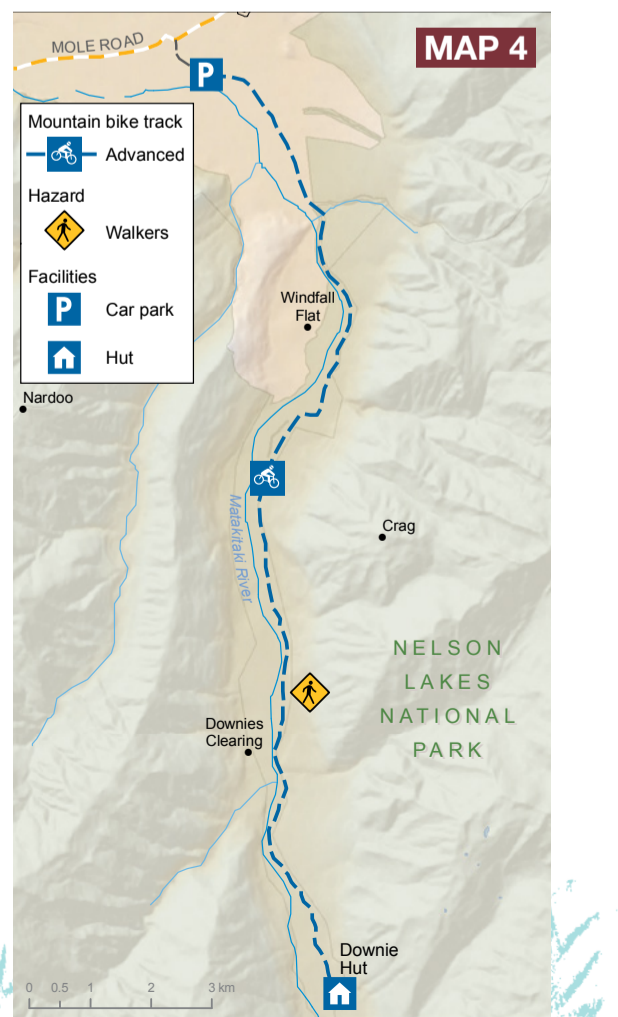 MOLE ROAD
MAP 4
P
Mountain bike track
Advanced
Hazard
Walkers
Facilities
P
Car park
Hut
Windfall
Flat
Nardoo
Matakitaki River
Crag
NELSON
LAKES
NATIONAL
PARK
Downies
Clearing
Downie
Hut
0 0.5 1 2 3 km